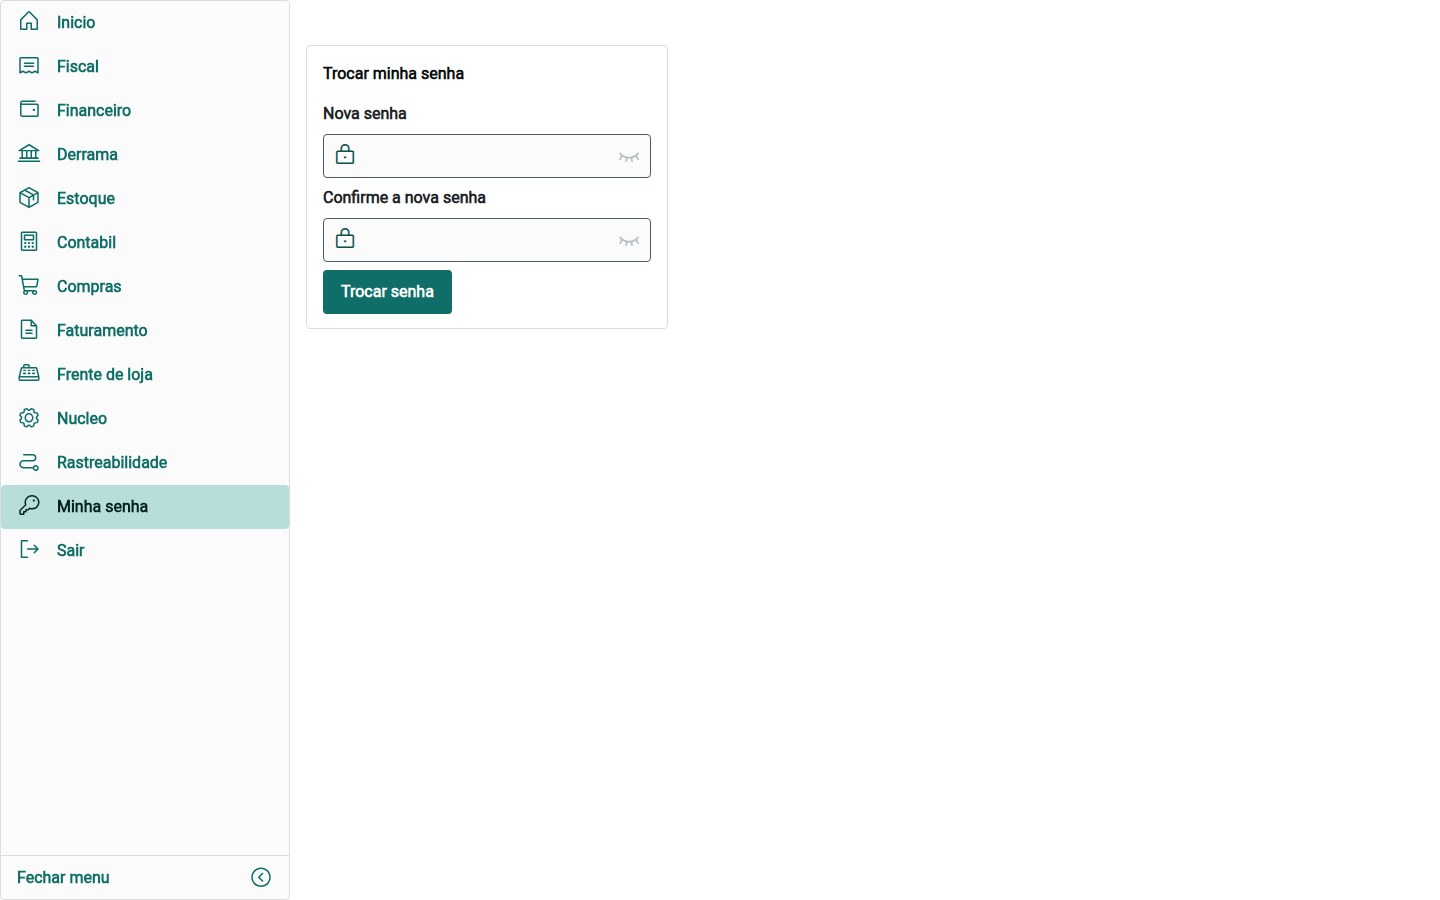 Inicio
Fiscal
Financeiro
Derrama
Estoque
Contabil
Compras
Faturamento
Frente de loja
Nucleo
Rastreabilidade
Minha senha
Sair
Fechar menu
Trocar minha senha
Nova senha
Confirme a nova senha
Trocar senha